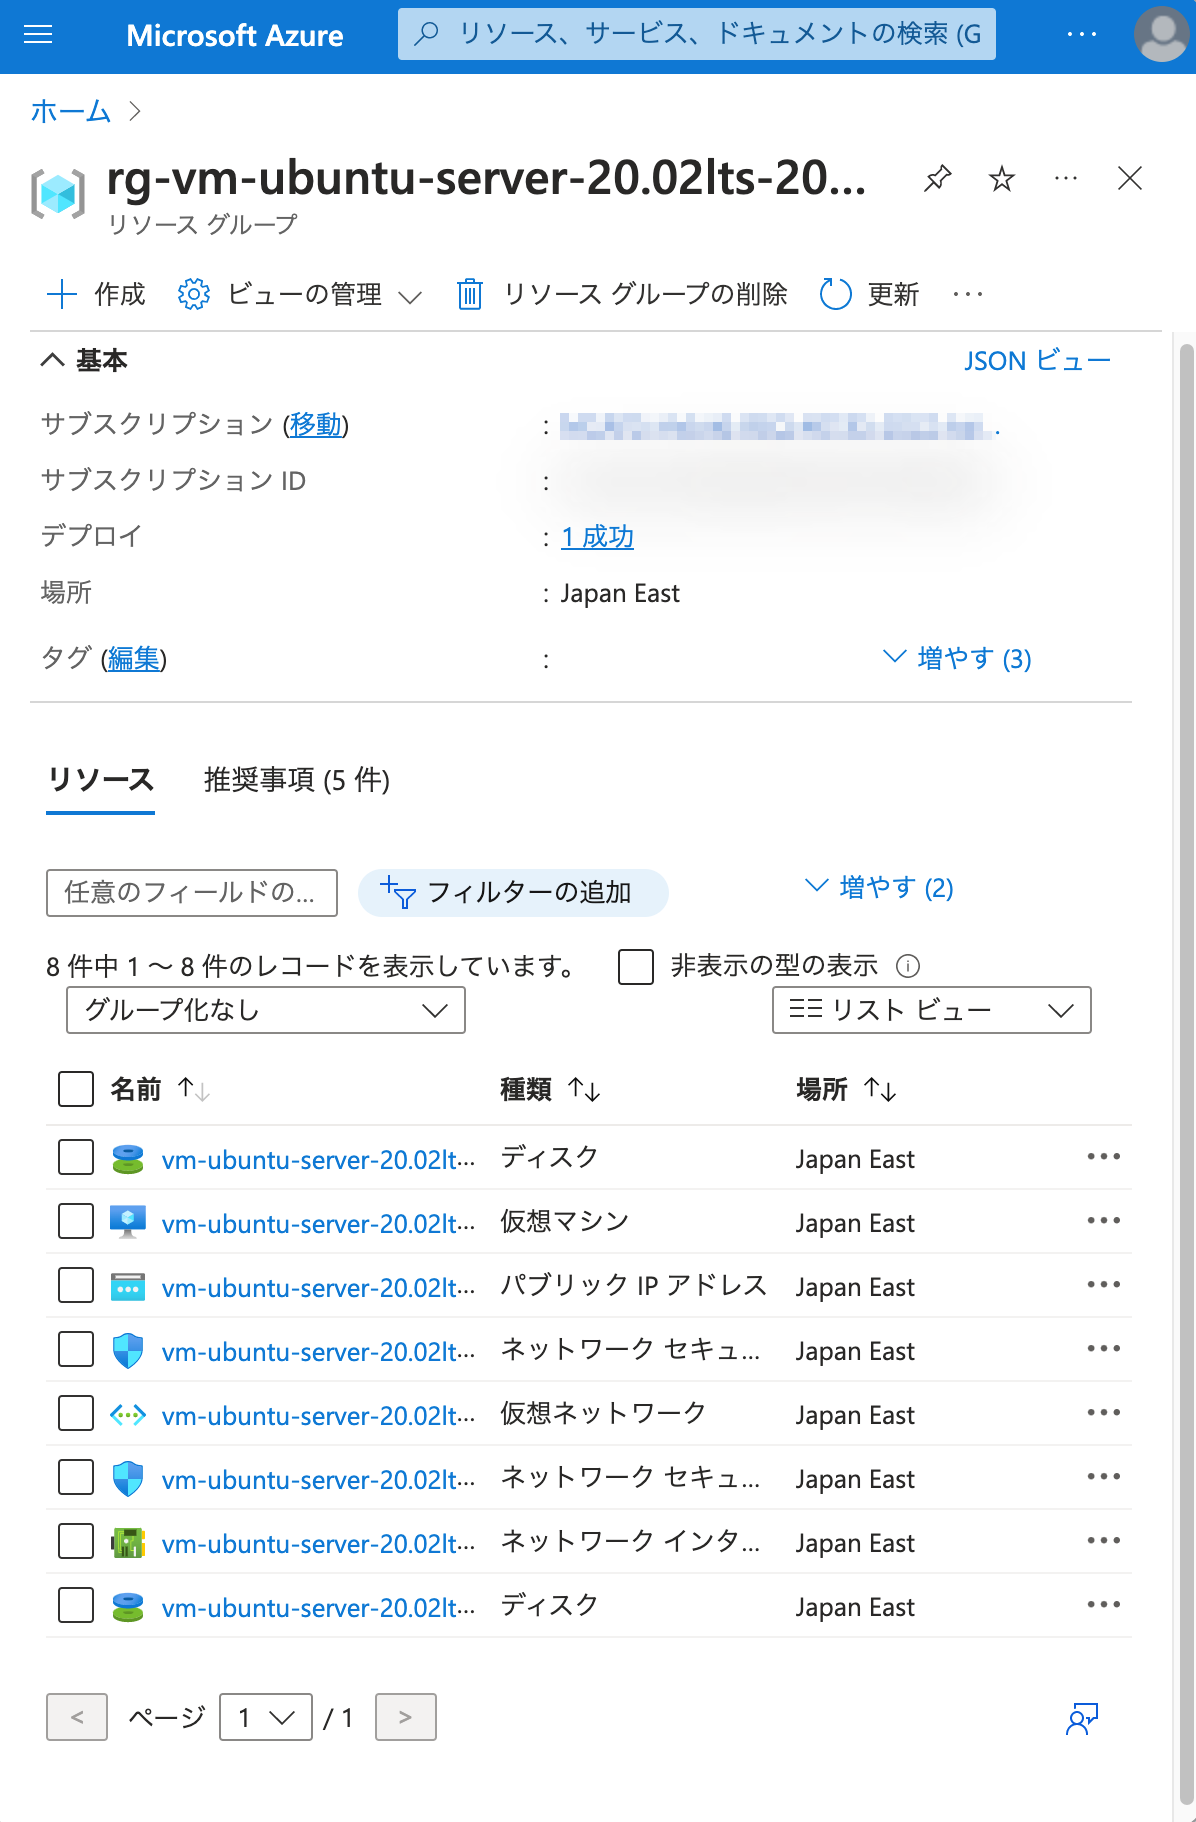 Microsoft Azure
リソース、サービス、ドキュメントの検索 (G
ホーム
rg-vm-ubuntu-server-20.02lts-20...
リソース グループ
作成 ビューの管理 リソース グループの削除 更新
基本 JSON ビュー
サブスクリプション (移動) :
サブスクリプション ID :
デプロイ : 1 成功
場所 : Japan East
タグ (編集) : 増やす (3)
リソース 推奨事項 (5 件)
任意のフィールドの... フィルターの追加 増やす (2)
8 件中 1 ～ 8 件のレコードを表示しています。 非表示の型の表示
グループ化なし リスト ビュー
名前 ↑↓ 種類 ↑↓ 場所 ↑↓
vm-ubuntu-server-20.02lt... ディスク Japan East
vm-ubuntu-server-20.02lt... 仮想マシン Japan East
vm-ubuntu-server-20.02lt... パブリック IP アドレス Japan East
vm-ubuntu-server-20.02lt... ネットワーク セキュ... Japan East
vm-ubuntu-server-20.02lt... 仮想ネットワーク Japan East
vm-ubuntu-server-20.02lt... ネットワーク セキュ... Japan East
vm-ubuntu-server-20.02lt... ネットワーク インタ... Japan East
vm-ubuntu-server-20.02lt... ディスク Japan East
< ページ 1 / 1 >